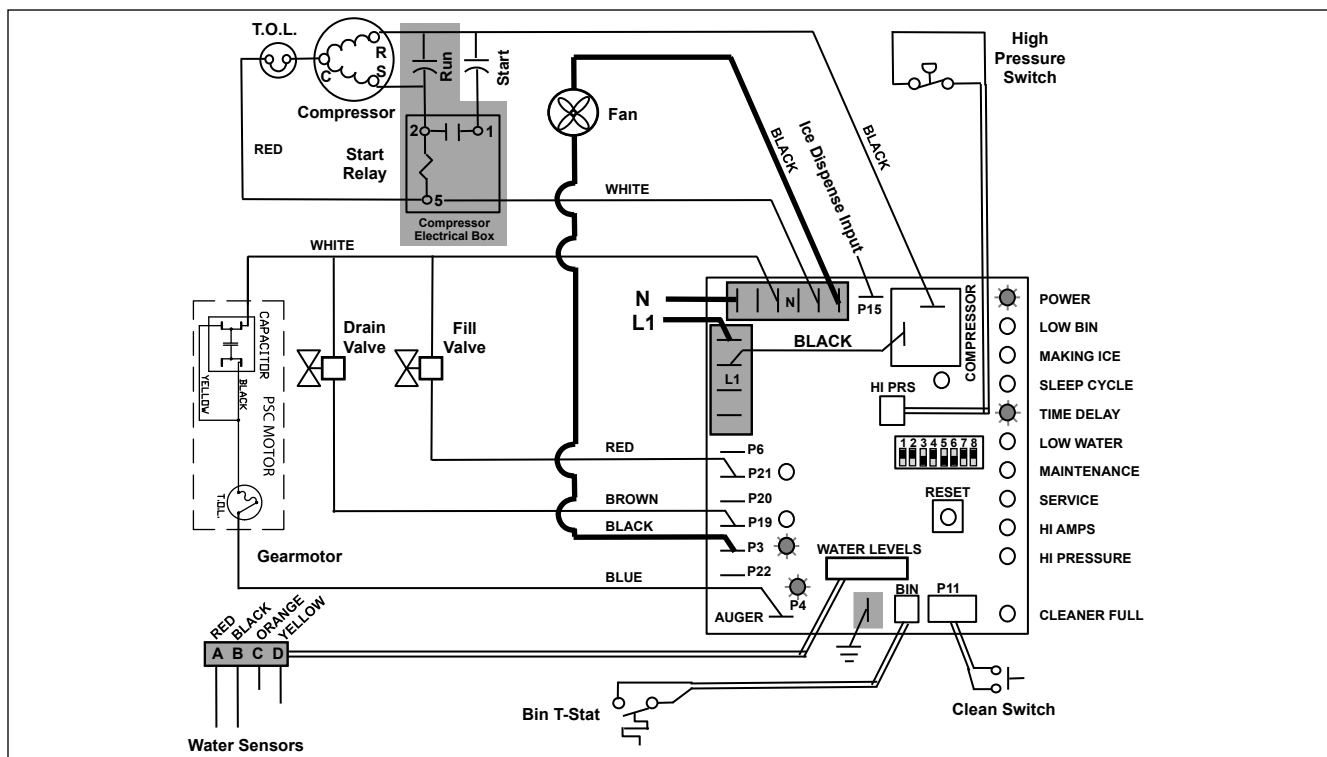 T.O.L.
R
S
C
Compressor
Run
Start
2
1
5
Start
Relay
Compressor
Electrical Box
RED
WHITE
Fan
BLACK
Ice Dispense Input
BLACK
High
Pressure
Switch
WHITE
CAPACITOR
YELLOW
BLACK
PSC MOTOR
T.O.L.
Gearmotor
Drain
Valve
Fill
Valve
N
L1
N
P15
L1
BLACK
COMPRESSOR
HI PRS
1 2 3 4 5 6 7 8
RESET
POWER
LOW BIN
MAKING ICE
SLEEP CYCLE
TIME DELAY
LOW WATER
MAINTENANCE
SERVICE
HI AMPS
HI PRESSURE
CLEANER FULL
P6
RED
P21
P20
BROWN
P19
BLACK
P3
P22
BLUE
P4
AUGER
WATER LEVELS
BIN
P11
RED
BLACK
ORANGE
YELLOW
A B C D
Water Sensors
Bin T-Stat
Clean Switch